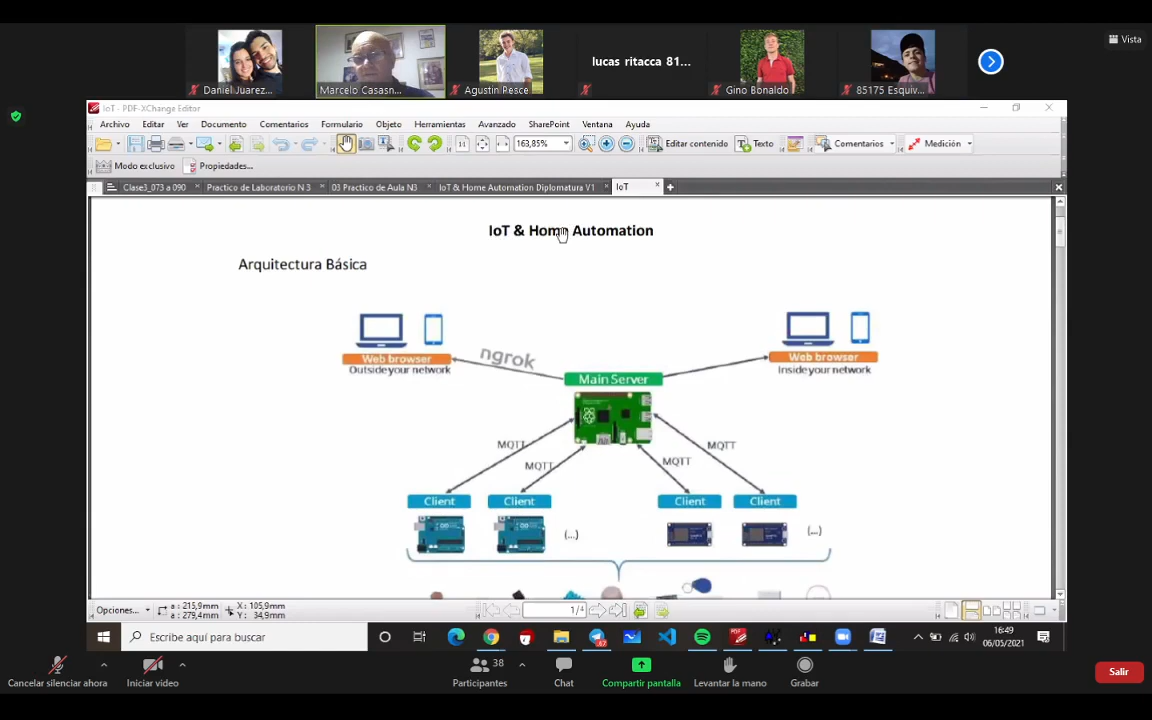 Vista
Daniel Juarez...
Marcelo Casasn...
Agustin Pesce
lucas ritacca 81...
Gino Bonaldo
85175 Esquiv...
IoT - PDF-XChange Editor
Archivo Editar Ver Objeto Comentarios Formulario Objeto Herramientas Avanzado SharePoint Ventana Ayuda
163,85% Editar contenido Texto Comentarios Medición
Modo exclusivo Propiedades...
Clase3_073 a 090 Practico de Laboratorio N 3 03 Practico de Aula N3 IoT & Home Automation Diplomatura V1 IoT
IoT & Home Automation
Arquitectura Básica
Web browser
Outside your network
ngrok
Main Server
Web browser
Inside your network
MQTT
MQTT
MQTT
MQTT
Client Client Client Client
(...)
(...)
Opciones...
a: 215,9mm
a: 279,4mm
X: 105,9mm
Y: 34,9mm
1/4
Escribe aquí para buscar
67
16:49
06/05/2021
Cancelar silenciar ahora
Iniciar video
38
Participantes
Chat
Compartir pantalla
Levantar la mano
Grabar
Salir